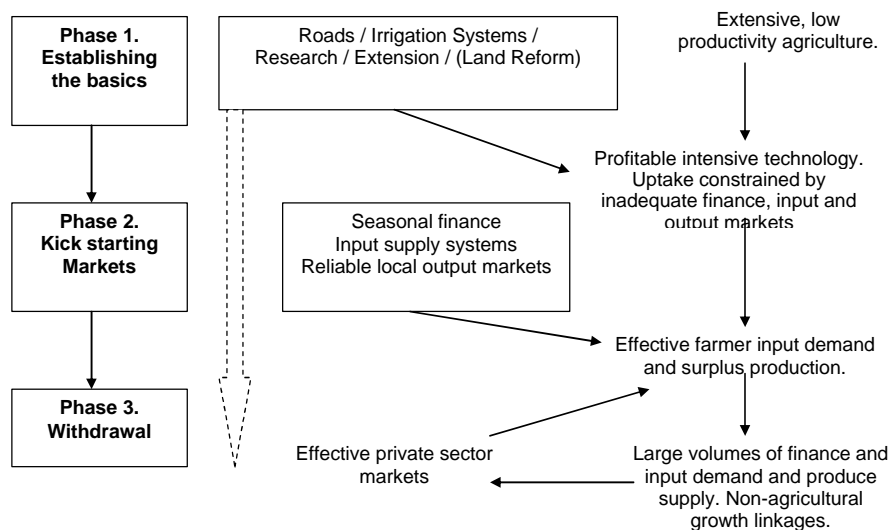 Phase 1.
Establishing
the basics
Roads / Irrigation Systems /
Research / Extension / (Land Reform)
Extensive, low
productivity agriculture.
Profitable intensive technology.
Uptake constrained by
inadequate finance, input and
output markets
Phase 2.
Kick starting
Markets
Seasonal finance
Input supply systems
Reliable local output markets
Effective farmer input demand
and surplus production.
Phase 3.
Withdrawal
Effective private sector
markets
Large volumes of finance and
input demand and produce
supply. Non-agricultural
growth linkages.